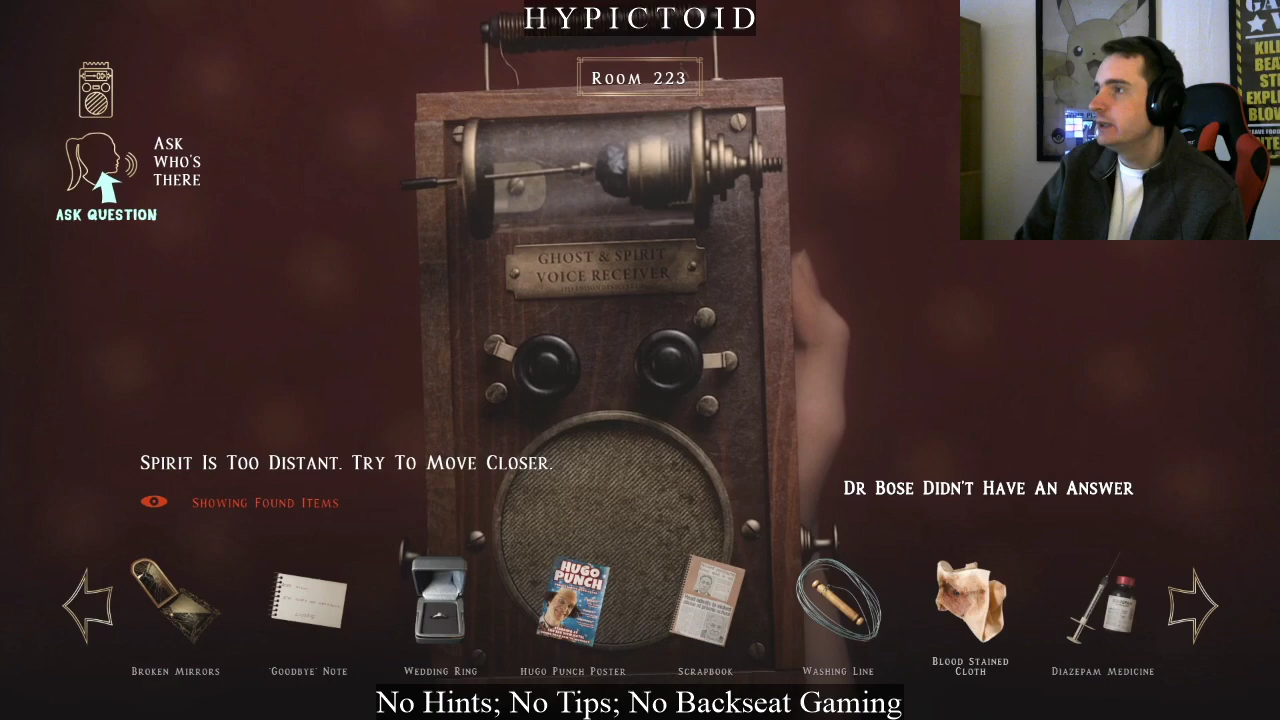 HYPICTOID
Room 223
Ask
Who's
There
ASK QUESTION
GHOST & SPIRIT
VOICE RECEIVER
KILL
Spirit Is Too Distant. Try To Move Closer.
Showing Found Items
Dr Bose Didn't Have An Answer
HUGO
PUNCH
Broken Mirrors
'Goodbye' Note
Wedding Ring
Hugo Punch Poster
Scrapbook
Washing Line
Blood Stained
Cloth
Diazepam Medicine
No Hints; No Tips; No Backseat Gaming